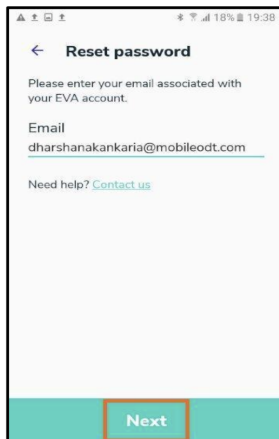 18% 19:38
Reset password
Please enter your email associated with
your EVA account.
Email
dharshanakankaria@mobileodt.com
Need help? Contact us
Next